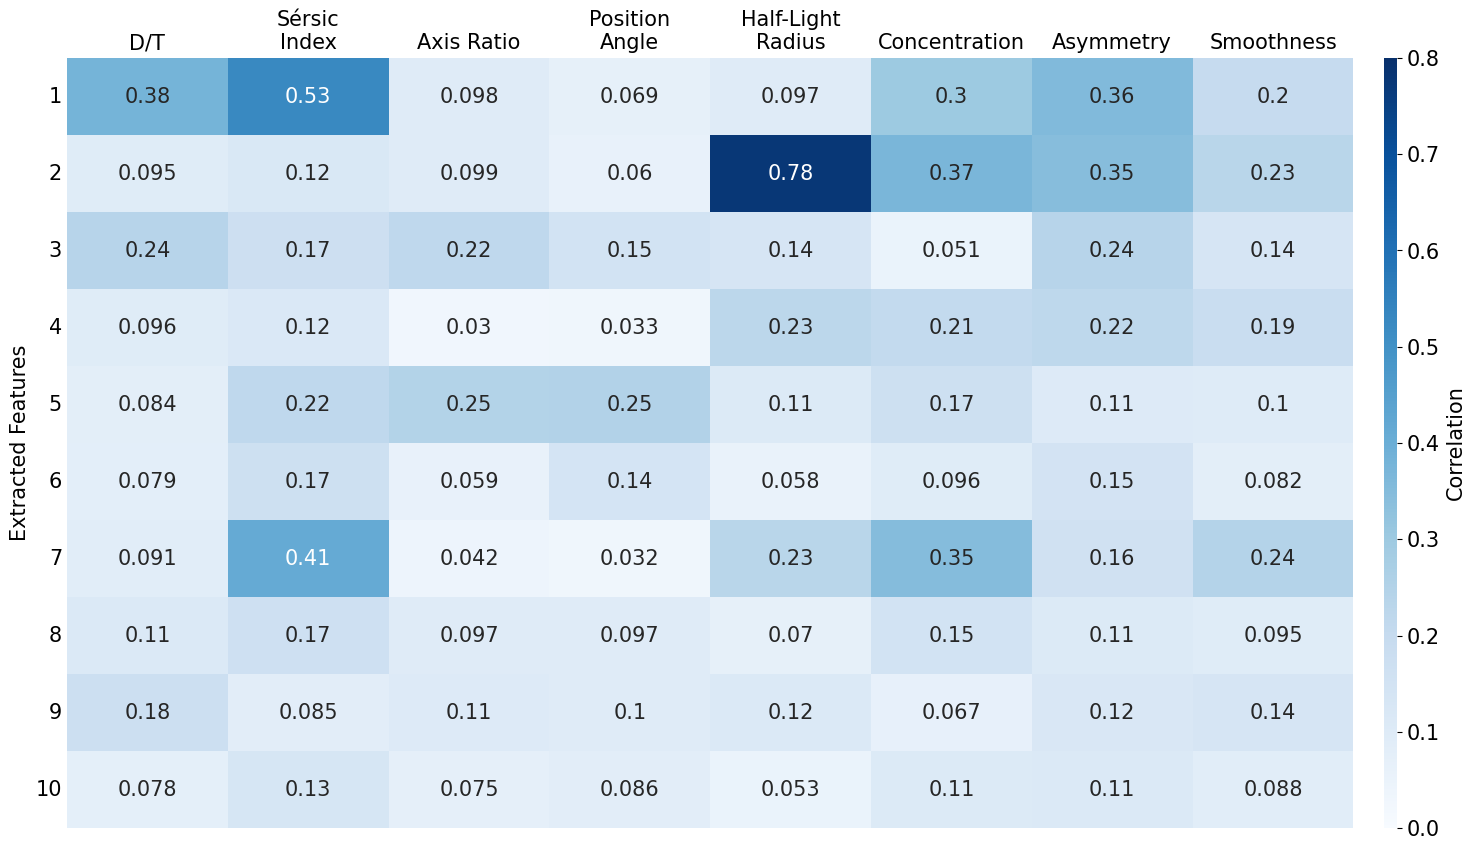 D/T Sérsic Index Axis Ratio Position Angle Half-Light Radius Concentration Asymmetry Smoothness
1 0.38 0.53 0.098 0.069 0.097 0.3 0.36 0.2
2 0.095 0.12 0.099 0.06 0.78 0.37 0.35 0.23
3 0.24 0.17 0.22 0.15 0.14 0.051 0.24 0.14
4 0.096 0.12 0.03 0.033 0.23 0.21 0.22 0.19
5 0.084 0.22 0.25 0.25 0.11 0.17 0.11 0.1
6 0.079 0.17 0.059 0.14 0.058 0.096 0.15 0.082
7 0.091 0.41 0.042 0.032 0.23 0.35 0.16 0.24
8 0.11 0.17 0.097 0.097 0.07 0.15 0.11 0.095
9 0.18 0.085 0.11 0.1 0.12 0.067 0.12 0.14
10 0.078 0.13 0.075 0.086 0.053 0.11 0.11 0.088
Extracted Features
0.8
0.7
0.6
0.5
0.4
0.3
0.2
0.1
0.0
Correlation